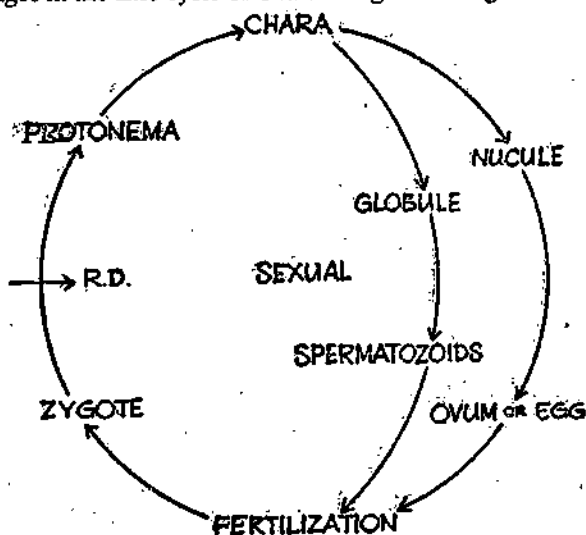 CHARA
PROTONEMA
NUCULE
GLOBULE
R.D.
SEXUAL
SPERMATOZOIDS
ZYGOTE
OVUM OR EGG
FERTILIZATION